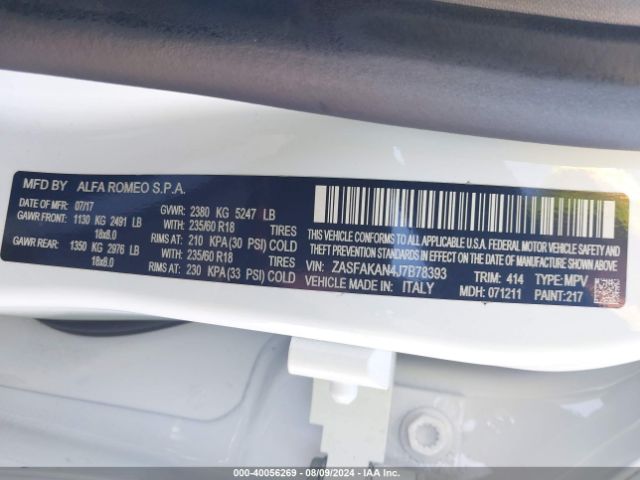 MFD BY ALFA ROMEO S.P.A.
DATE OF MFR: 07/17 GVWR: 2380 KG 5247 LB
GAWR FRONT: 1130 KG 2491 LB 235/60 R18 TIRES
18x8.0 RIMS AT: 210 KPA(30 PSI) COLD
GAWR REAR: 1350 KG 2976 LB 235/60 R18 TIRES
18x8.0 RIMS AT: 230 KPA(33 PSI) COLD
THIS VEHICLE CONFORMS TO ALL APPLICABLE U.S.A. FEDERAL MOTOR VEHICLE SAFETY
AND THEFT PREVENTION STANDARDS IN EFFECT ON THE DATE OF MANUFACTURE SHOWN ABOVE
VIN: ZASFAKAN4J7B78393 TRIM: 414 TYPE: MPV
VEHICLE MADE IN: ITALY MDH: 071211 PAINT:217
000-40056269 - 08/09/2024 - IAAI.com